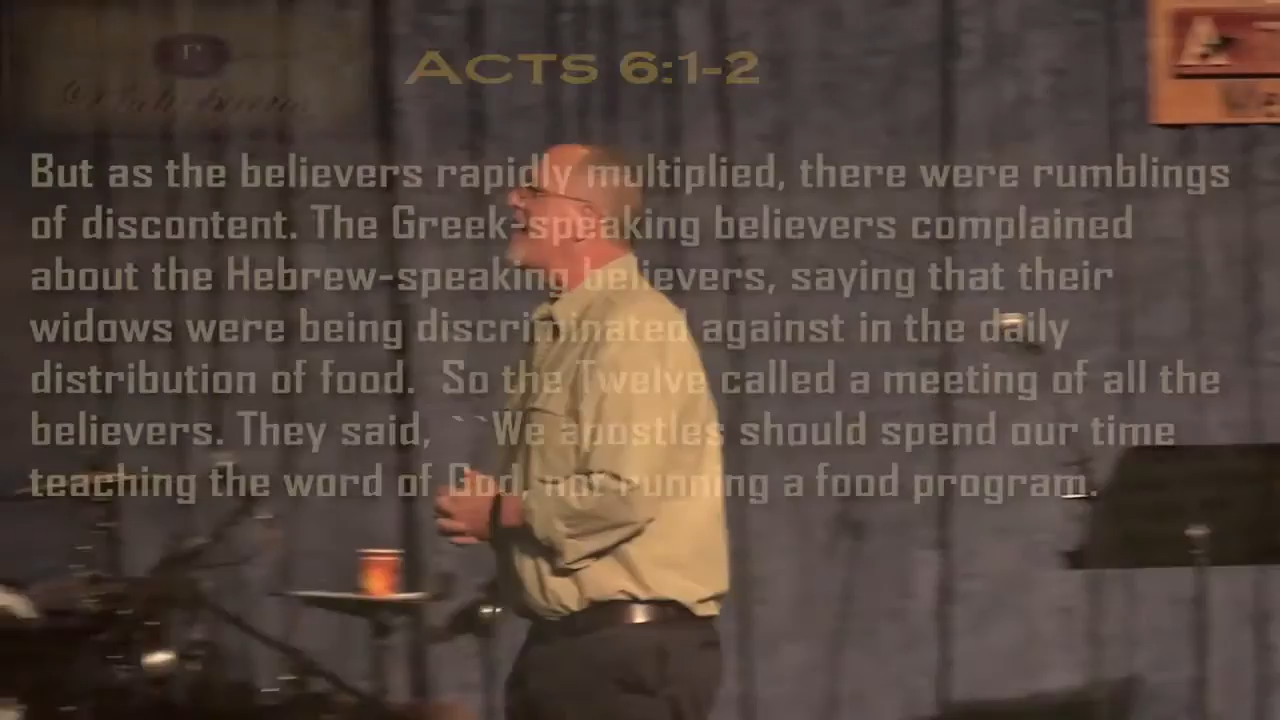 ACTS 6:1-2
But as the believers rapidly multiplied, there were rumblings
of discontent. The Greek-speaking believers complained
about the Hebrew-speaking believers, saying that their
widows were being discriminated against in the daily
distribution of food.  So the Twelve called a meeting of all the
believers. They said, ``We apostles should spend our time
teaching the word of God, not running a food program.
A